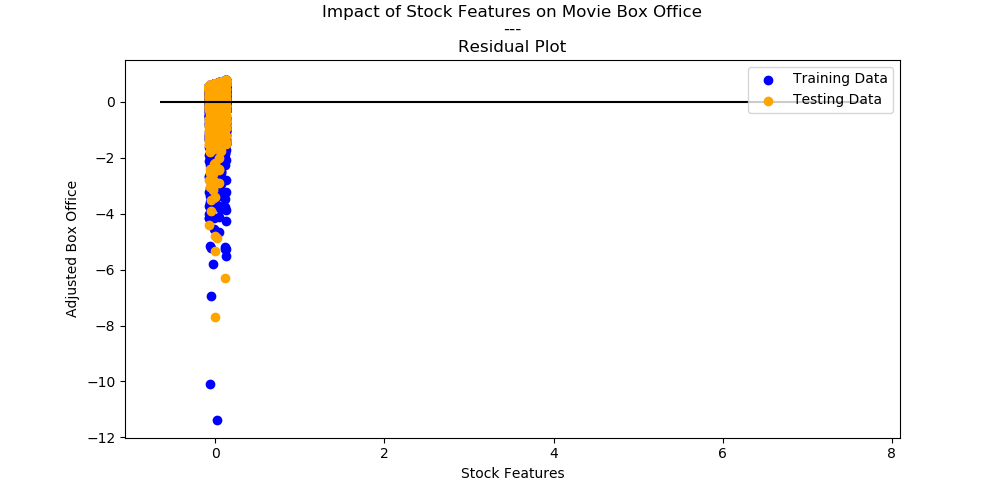 Impact of Stock Features on Movie Box Office
---
Residual Plot
Training Data
Testing Data
Adjusted Box Office
0
−2
−4
−6
−8
−10
−12
0 2 4 6 8
Stock Features